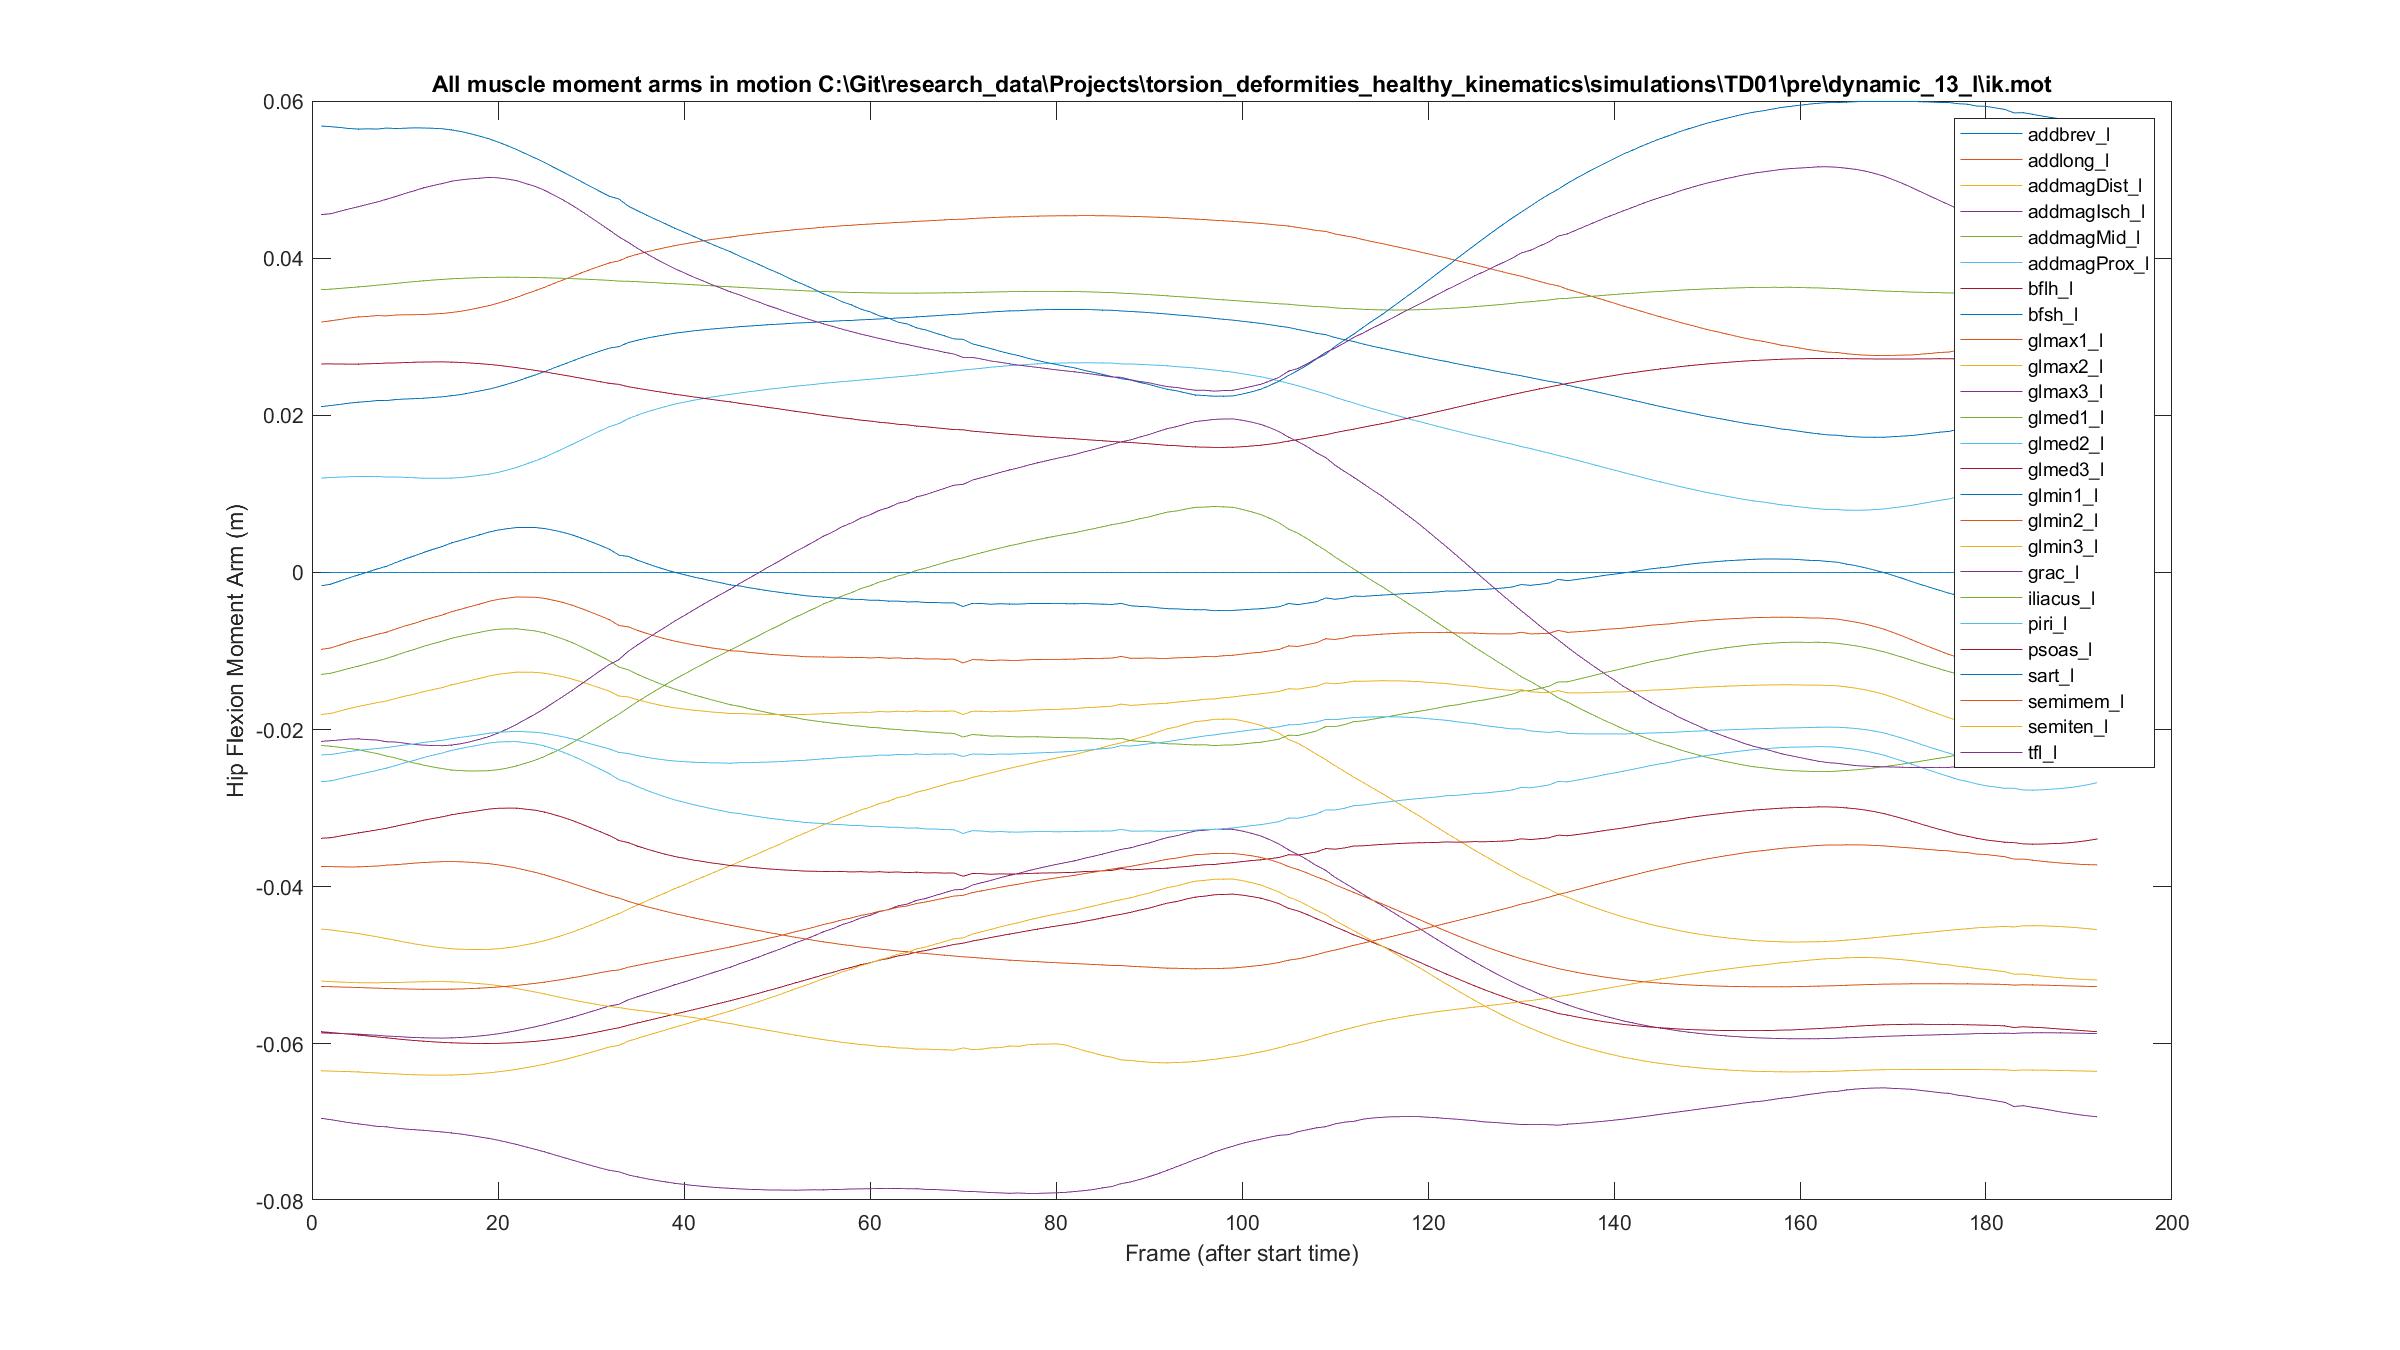 All muscle moment arms in motion C:\Git\research_data\Projects\torsion_deformities_healthy_kinematics\simulations\TD01\pre\dynamic_13_l\ik.mot
0.06
0.04
0.02
0
-0.02
-0.04
-0.06
-0.08
Hip Flexion Moment Arm (m)
0 20 40 60 80 100 120 140 160 180 200
Frame (after start time)
addbrev_l
addlong_l
addmagDist_l
addmagIsch_l
addmagMid_l
addmagProx_l
bflh_l
bfsh_l
glmax1_l
glmax2_l
glmax3_l
glmed1_l
glmed2_l
glmed3_l
glmin1_l
glmin2_l
glmin3_l
grac_l
iliacus_l
piri_l
psoas_l
sart_l
semimem_l
semiten_l
tfl_l